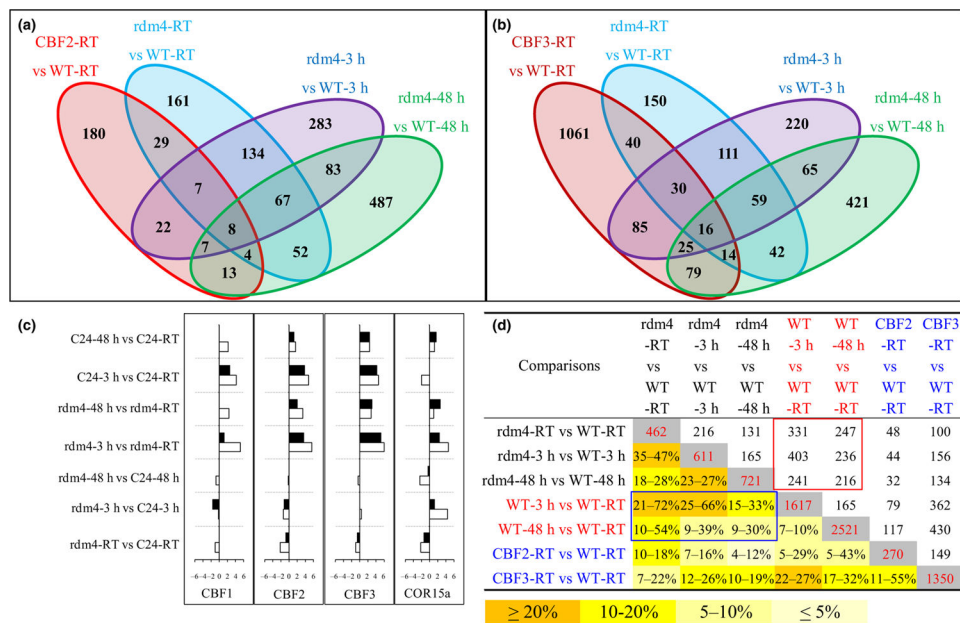 (a)
rdm4-RT
vs WT-RT
CBF2-RT
vs WT-RT
rdm4-3 h
vs WT-3 h
rdm4-48 h
vs WT-48 h
161
180
29
283
134
83
7
67
487
22
8
7
4
52
13
(b)
rdm4-RT
vs WT-RT
CBF3-RT
vs WT-RT
rdm4-3 h
vs WT-3 h
rdm4-48 h
vs WT-48 h
150
1061
40
220
111
65
30
59
421
85
16
25
14
42
79
(c)
C24-48 h vs C24-RT
C24-3 h vs C24-RT
rdm4-48 h vs rdm4-RT
rdm4-3 h vs rdm4-RT
rdm4-48 h vs C24-48 h
rdm4-3 h vs C24-3 h
rdm4-RT vs C24-RT
-6-4-2 0 2 4 6 -6-4-2 0 2 4 6 -6-4-2 0 2 4 6 -6-4-2 0 2 4 6
CBF1 CBF2 CBF3 COR15a
(d)
rdm4 rdm4 rdm4 WT WT CBF2 CBF3
-RT -3 h -48 h -3 h -48 h -RT -RT
Comparisons vs vs vs vs vs vs vs
WT WT WT WT WT WT WT
-RT -3 h -48 h -RT -RT -RT -RT
rdm4-RT vs WT-RT 462 216 131 331 247 48 100
rdm4-3 h vs WT-3 h 35–47% 611 165 403 236 44 156
rdm4-48 h vs WT-48 h 18–28% 23–27% 721 241 216 32 134
WT-3 h vs WT-RT 21–72% 25–66% 15–33% 1617 165 79 362
WT-48 h vs WT-RT 10–54% 9–39% 9–30% 7–10% 2521 117 430
CBF2-RT vs WT-RT 10–18% 7–16% 4–12% 5–29% 5–43% 270 149
CBF3-RT vs WT-RT 7–22% 12–26% 10–19% 22–27% 17–32% 11–55% 1350
≥ 20% 10-20% 5–10% ≤ 5%